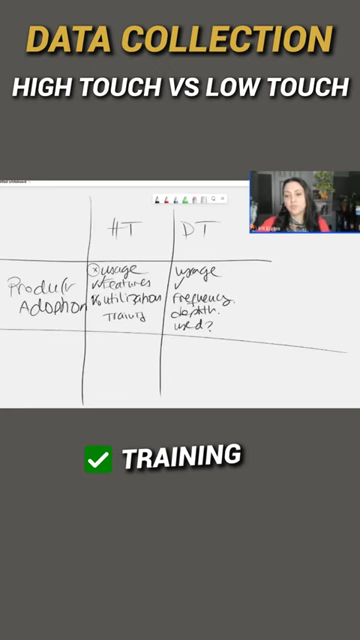 DATA COLLECTION
HIGH TOUCH VS LOW TOUCH
HT
DT
Product
Adoption
usage
Features
% utilization
Training
usage
Frequency
depth
used?
✅ TRAINING